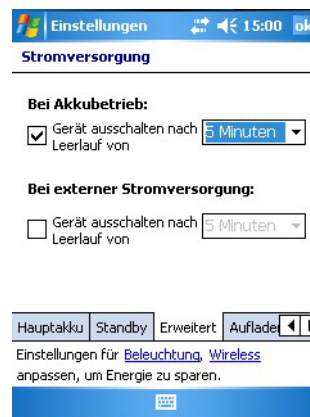 Einstellungen 15:00 ok
Stromversorgung
Bei Akkubetrieb:
Gerät ausschalten nach 5 Minuten
Leerlauf von
Bei externer Stromversorgung:
Gerät ausschalten nach 5 Minuten
Leerlauf von
Hauptakku Standby Erweitert
Einstellungen für Beleuchtung, Wireless
anpassen, um Energie zu sparen.